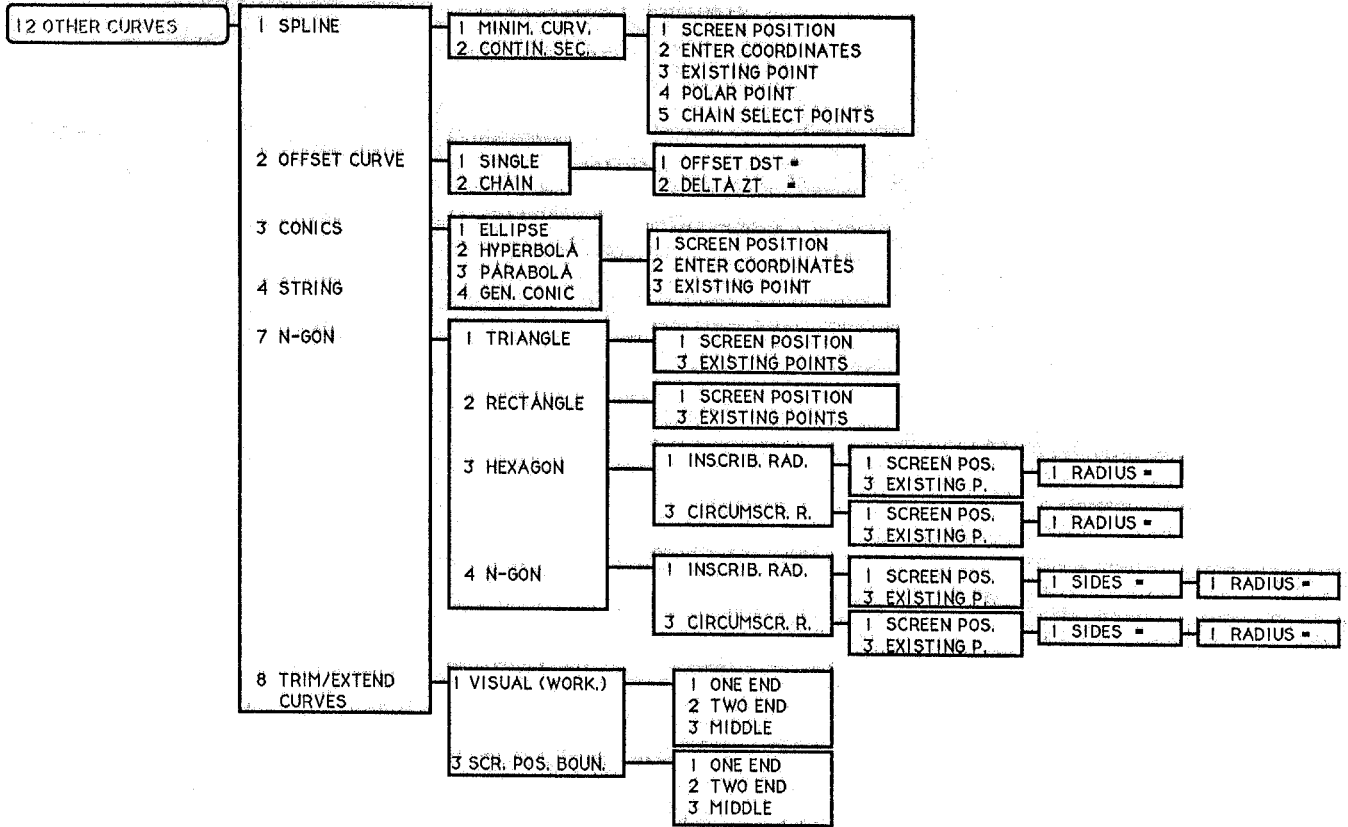 12 OTHER CURVES
1 SPLINE
1 MINIM. CURV.
2 CONTIN. SEC.
1 SCREEN POSITION
2 ENTER COORDINATES
3 EXISTING POINT
4 POLAR POINT
5 CHAIN SELECT POINTS
2 OFFSET CURVE
1 SINGLE
2 CHAIN
1 OFFSET DST =
2 DELTA ZT =
3 CONICS
1 ELLIPSE
2 HYPERBOLA
3 PARABOLA
4 GEN. CONIC
1 SCREEN POSITION
2 ENTER COORDINATES
3 EXISTING POINT
4 STRING
7 N-GON
1 TRIANGLE
1 SCREEN POSITION
3 EXISTING POINTS
2 RECTANGLE
1 SCREEN POSITION
3 EXISTING POINTS
3 HEXAGON
1 INSCRIB. RAD.
1 SCREEN POS.
3 EXISTING P.
1 RADIUS =
3 CIRCUMSCR. R.
1 SCREEN POS.
3 EXISTING P.
1 RADIUS =
4 N-GON
1 INSCRIB. RAD.
1 SCREEN POS.
3 EXISTING P.
1 SIDES =
1 RADIUS =
3 CIRCUMSCR. R.
1 SCREEN POS.
3 EXISTING P.
1 SIDES =
1 RADIUS =
8 TRIM/EXTEND
CURVES
1 VISUAL (WORK.)
1 ONE END
2 TWO END
3 MIDDLE
3 SCR. POS. BOUN.
1 ONE END
2 TWO END
3 MIDDLE